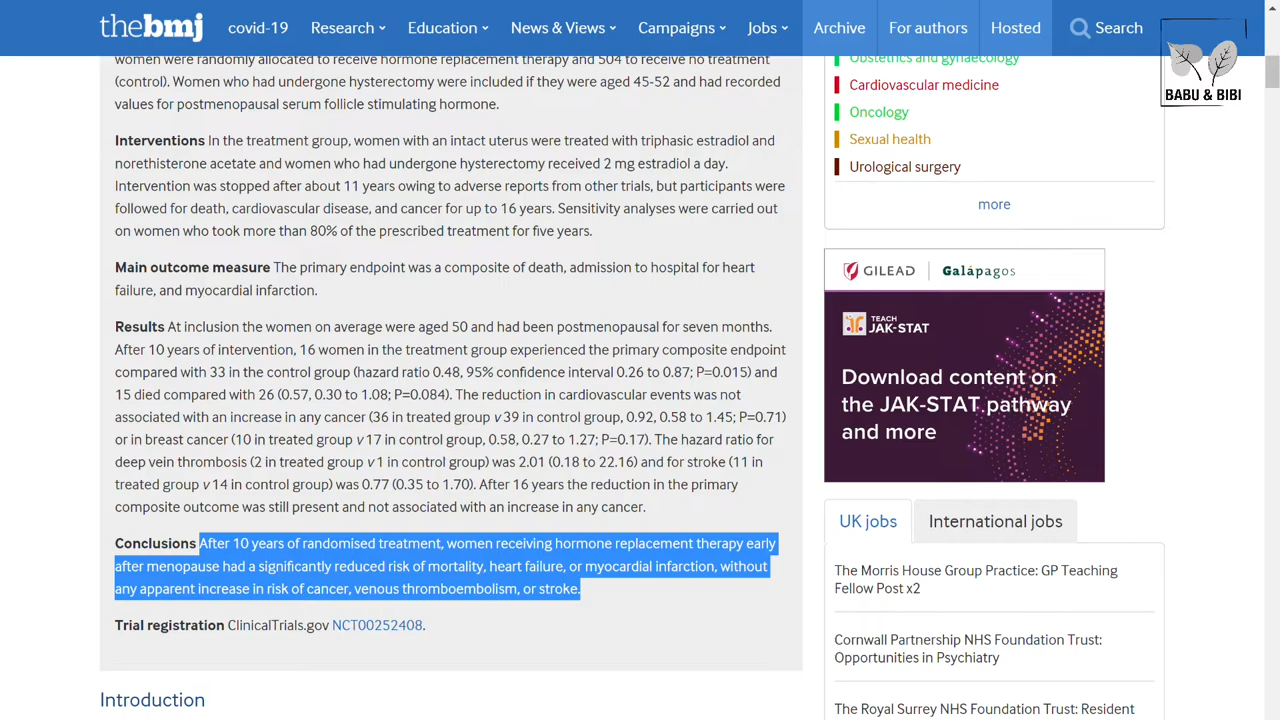 thebmj
covid-19
Research
Education
News & Views
Campaigns
Jobs
Archive
For authors
Hosted
Search
BABU & BIBI
women were randomly allocated to receive hormone replacement therapy and 504 to receive no treatment
(control). Women who had undergone hysterectomy were included if they were aged 45-52 and had recorded
values for postmenopausal serum follicle stimulating hormone.
Interventions In the treatment group, women with an intact uterus were treated with triphasic estradiol and
norethisterone acetate and women who had undergone hysterectomy received 2 mg estradiol a day.
Intervention was stopped after about 11 years owing to adverse reports from other trials, but participants were
followed for death, cardiovascular disease, and cancer for up to 16 years. Sensitivity analyses were carried out
on women who took more than 80% of the prescribed treatment for five years.
Main outcome measure The primary endpoint was a composite of death, admission to hospital for heart
failure, and myocardial infarction.
Results At inclusion the women on average were aged 50 and had been postmenopausal for seven months.
After 10 years of intervention, 16 women in the treatment group experienced the primary composite endpoint
compared with 33 in the control group (hazard ratio 0.48, 95% confidence interval 0.26 to 0.87; P=0.015) and
15 died compared with 26 (0.57, 0.30 to 1.08; P=0.084). The reduction in cardiovascular events was not
associated with an increase in any cancer (36 in treated group v 39 in control group, 0.92, 0.58 to 1.45; P=0.71)
or in breast cancer (10 in treated group v 17 in control group, 0.58, 0.27 to 1.27; P=0.17). The hazard ratio for
deep vein thrombosis (2 in treated group v 1 in control group) was 2.01 (0.18 to 22.16) and for stroke (11 in
treated group v 14 in control group) was 0.77 (0.35 to 1.70). After 16 years the reduction in the primary
composite outcome was still present and not associated with an increase in any cancer.
Conclusions After 10 years of randomised treatment, women receiving hormone replacement therapy early
after menopause had a significantly reduced risk of mortality, heart failure, or myocardial infarction, without
any apparent increase in risk of cancer, venous thromboembolism, or stroke.
Trial registration ClinicalTrials.gov NCT00252408.
Introduction
Obstetrics and gynaecology
Cardiovascular medicine
Oncology
Sexual health
Urological surgery
more
GILEAD
Galápagos
TEACH
JAK-STAT
Download content on
the JAK-STAT pathway
and more
UK jobs
International jobs
The Morris House Group Practice: GP Teaching
Fellow Post x2
Cornwall Partnership NHS Foundation Trust:
Opportunities in Psychiatry
The Royal Surrey NHS Foundation Trust: Resident